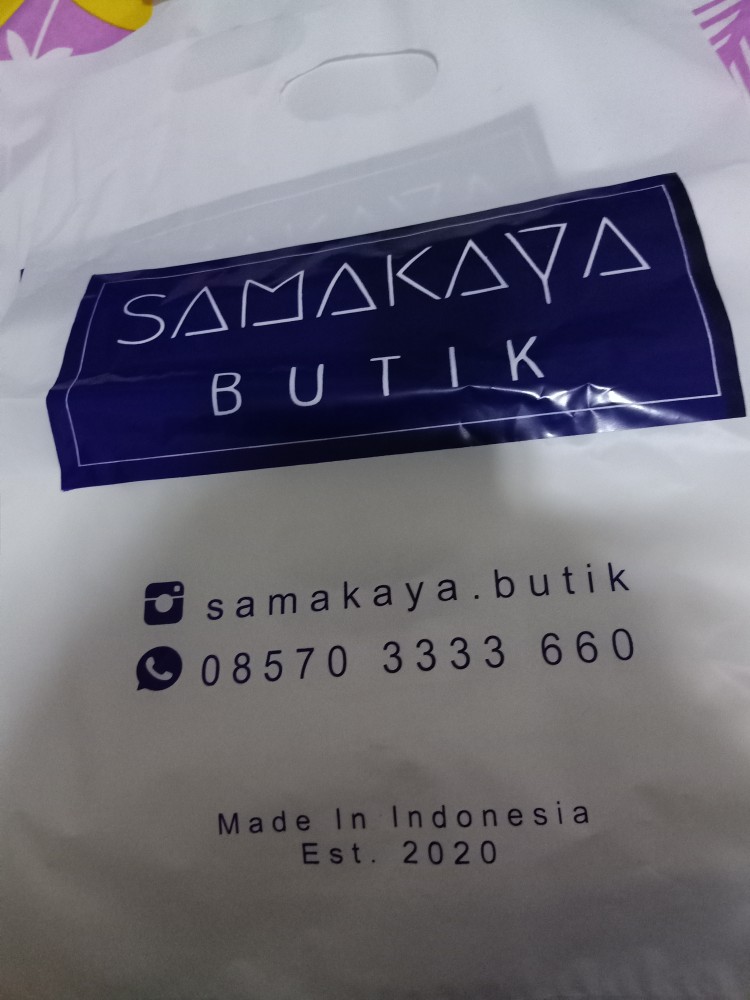 SAMAKAYA
BUTIK
samakaya.butik
08570 3333 660
Made In Indonesia
Est. 2020